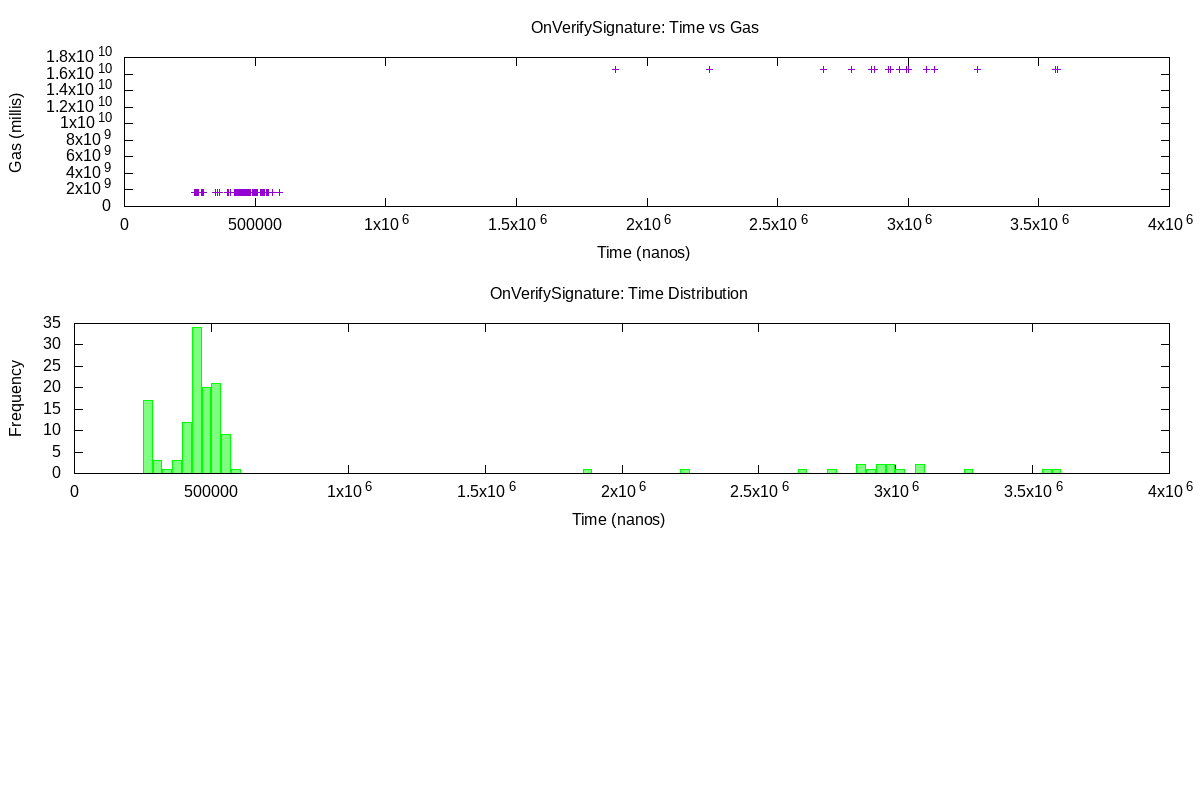 OnVerifySignature: Time vs Gas
1.8x10 10
1.6x10 10
1.4x10 10
1.2x10 10
1x10 10
8x10 9
6x10 9
4x10 9
2x10 9
0
Gas (millis)
0 500000 1x10 6 1.5x10 6 2x10 6 2.5x10 6 3x10 6 3.5x10 6 4x10 6
Time (nanos)
OnVerifySignature: Time Distribution
35
30
25
20
15
10
5
0
Frequency
0 500000 1x10 6 1.5x10 6 2x10 6 2.5x10 6 3x10 6 3.5x10 6 4x10 6
Time (nanos)